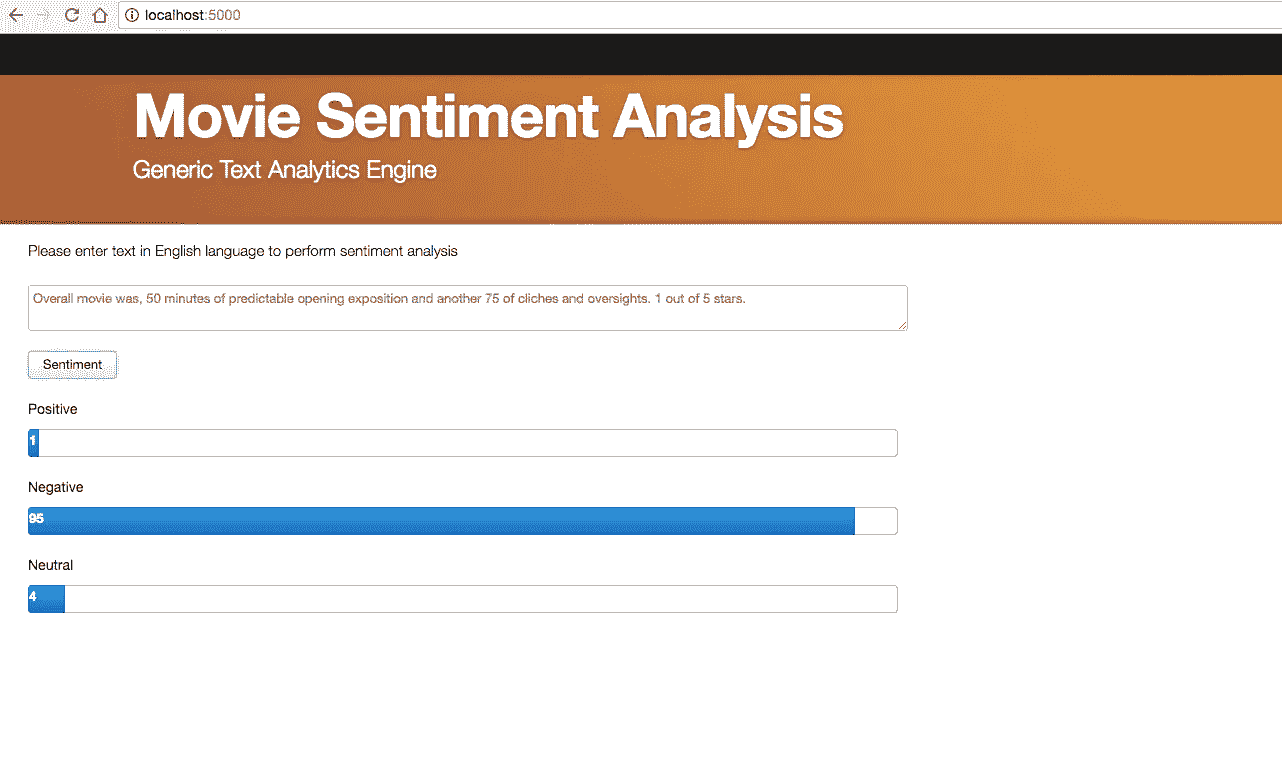 localhost:5000
Movie Sentiment Analysis
Generic Text Analytics Engine
Please enter text in English language to perform sentiment analysis
Overall movie was, 50 minutes of predictable opening exposition and another 75 of cliches and oversights. 1 out of 5 stars.
Sentiment
Positive
1
Negative
95
Neutral
4